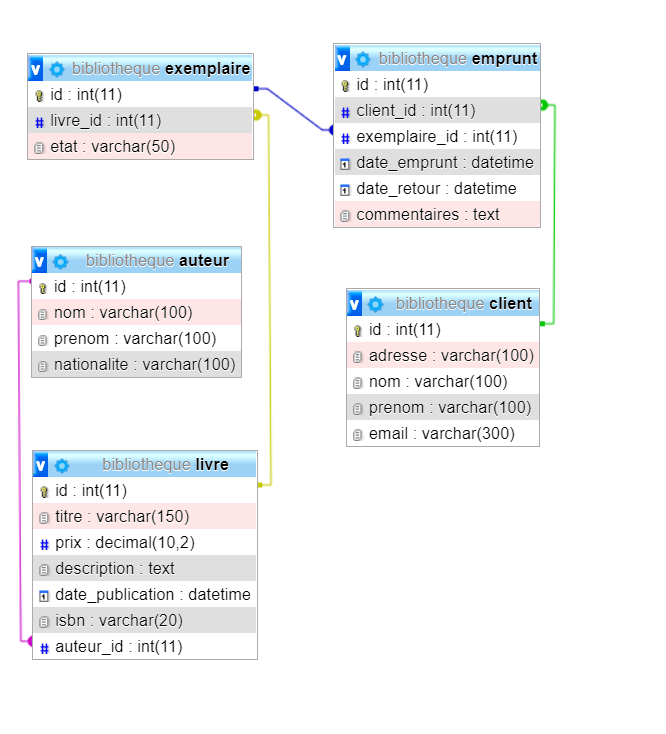 v bibliotheque exemplaire
id : int(11)
# livre_id : int(11)
etat : varchar(50)
v bibliotheque emprunt
id : int(11)
# client_id : int(11)
# exemplaire_id : int(11)
date_emprunt : datetime
date_retour : datetime
commentaires : text
v bibliotheque auteur
id : int(11)
nom : varchar(100)
prenom : varchar(100)
nationalite : varchar(100)
v bibliotheque client
id : int(11)
adresse : varchar(100)
nom : varchar(100)
prenom : varchar(100)
email : varchar(300)
v bibliotheque livre
id : int(11)
titre : varchar(150)
# prix : decimal(10,2)
description : text
date_publication : datetime
isbn : varchar(20)
# auteur_id : int(11)